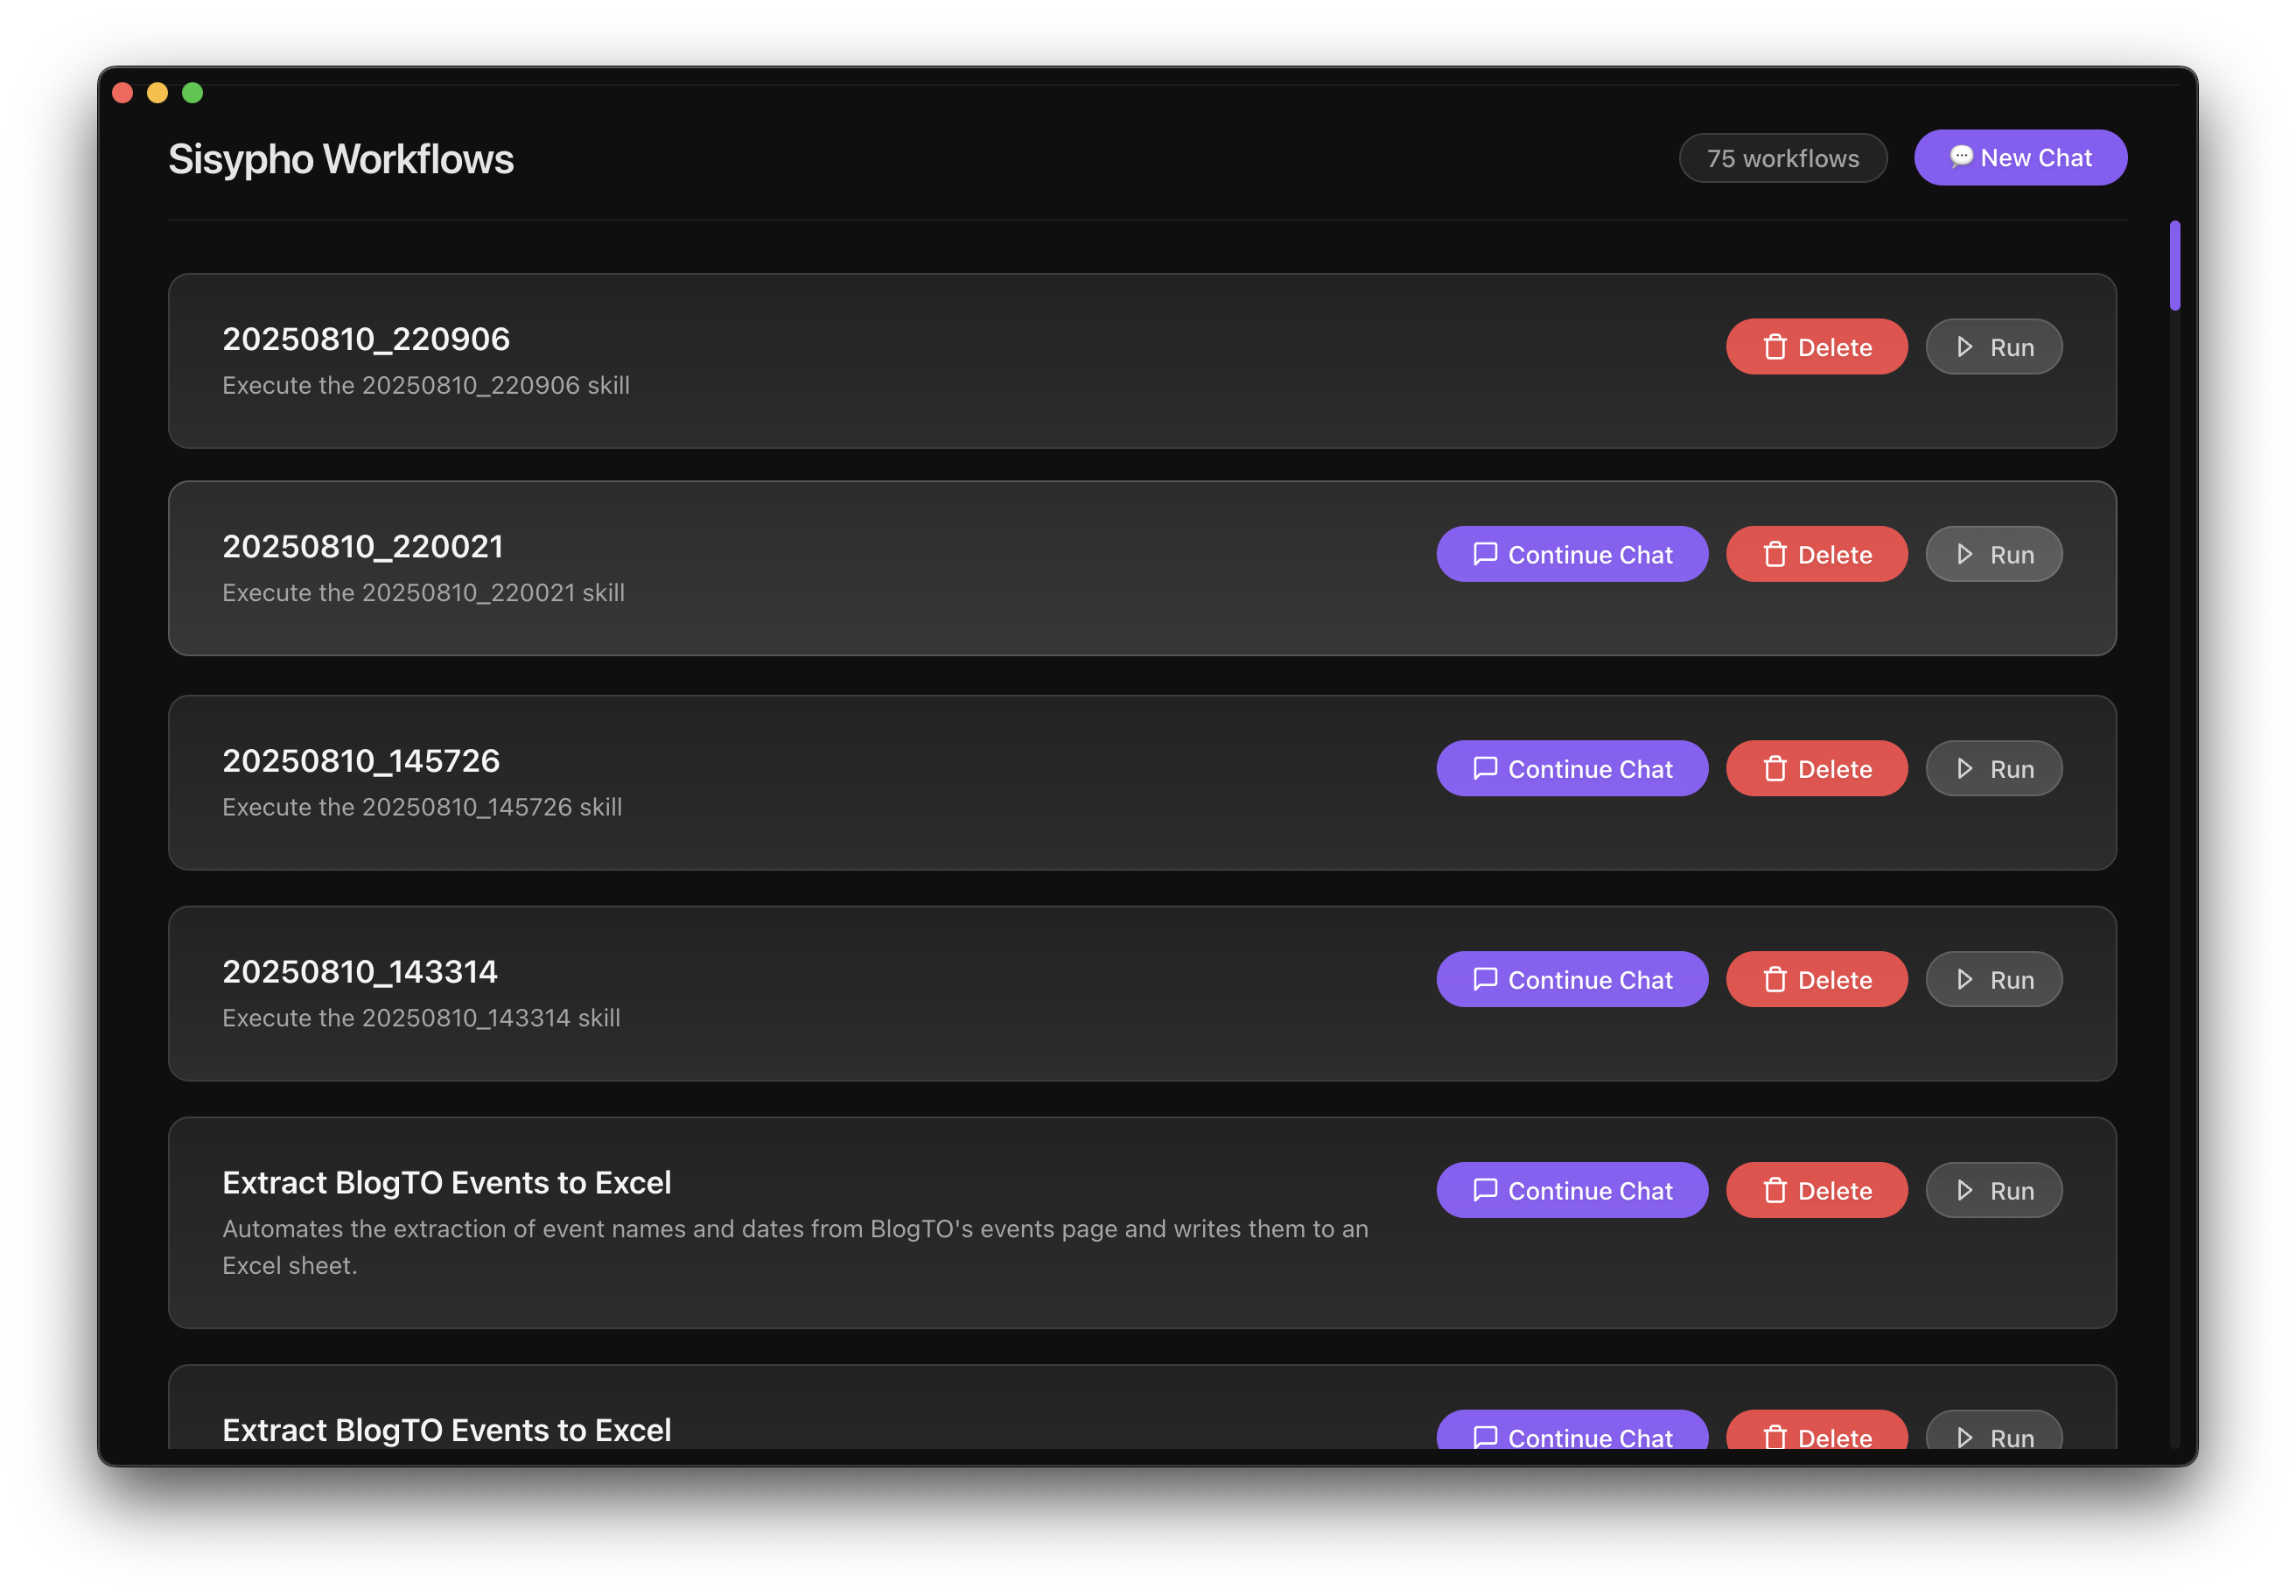 Sisypho Workflows
75 workflows
💬 New Chat
20250810_220906
Execute the 20250810_220906 skill
Delete
Run
20250810_220021
Execute the 20250810_220021 skill
Continue Chat
Delete
Run
20250810_145726
Execute the 20250810_145726 skill
Continue Chat
Delete
Run
20250810_143314
Execute the 20250810_143314 skill
Continue Chat
Delete
Run
Extract BlogTO Events to Excel
Automates the extraction of event names and dates from BlogTO's events page and writes them to an
Excel sheet.
Continue Chat
Delete
Run
Extract BlogTO Events to Excel
Continue Chat
Delete
Run